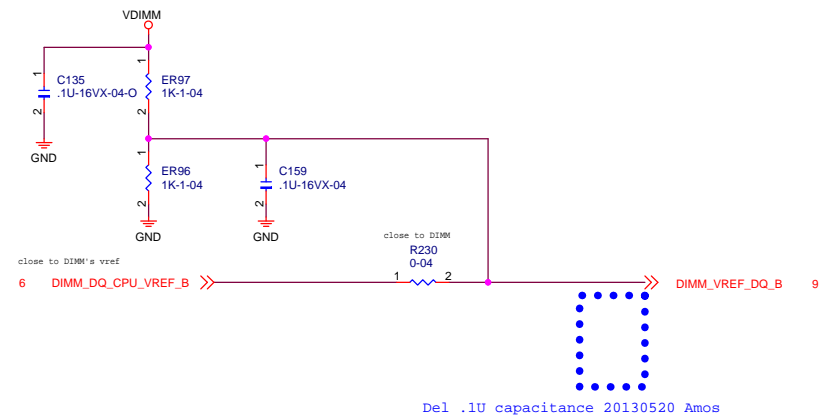 VDIMM
1
C135
.1U-16VX-04-O
2
GND
1
ER97
1K-1-04
2
1
ER96
1K-1-04
2
GND
1
C159
.1U-16VX-04
2
GND
close to DIMM
R230
0-04
close to DIMM's vref
6 DIMM_DQ_CPU_VREF_B
1 2
DIMM_VREF_DQ_B 9
Del .1U capacitance 20130520 Amos